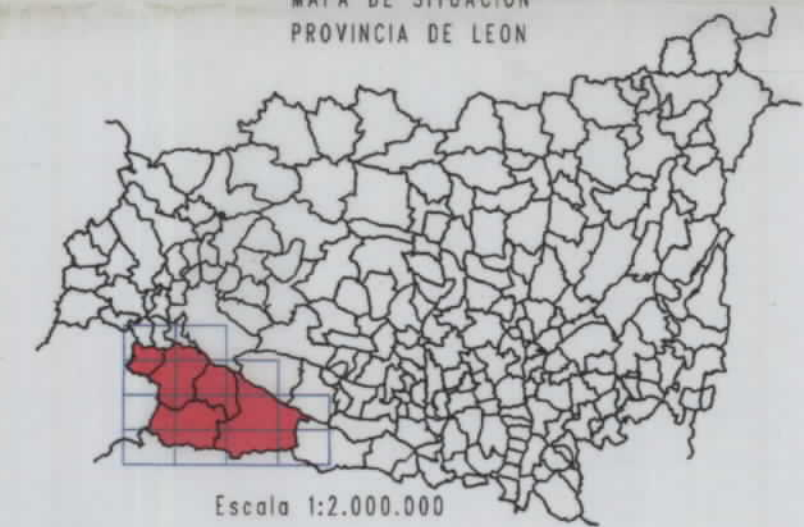 MAPA DE SITUACION
PROVINCIA DE LEON
Escala 1:2.000.000